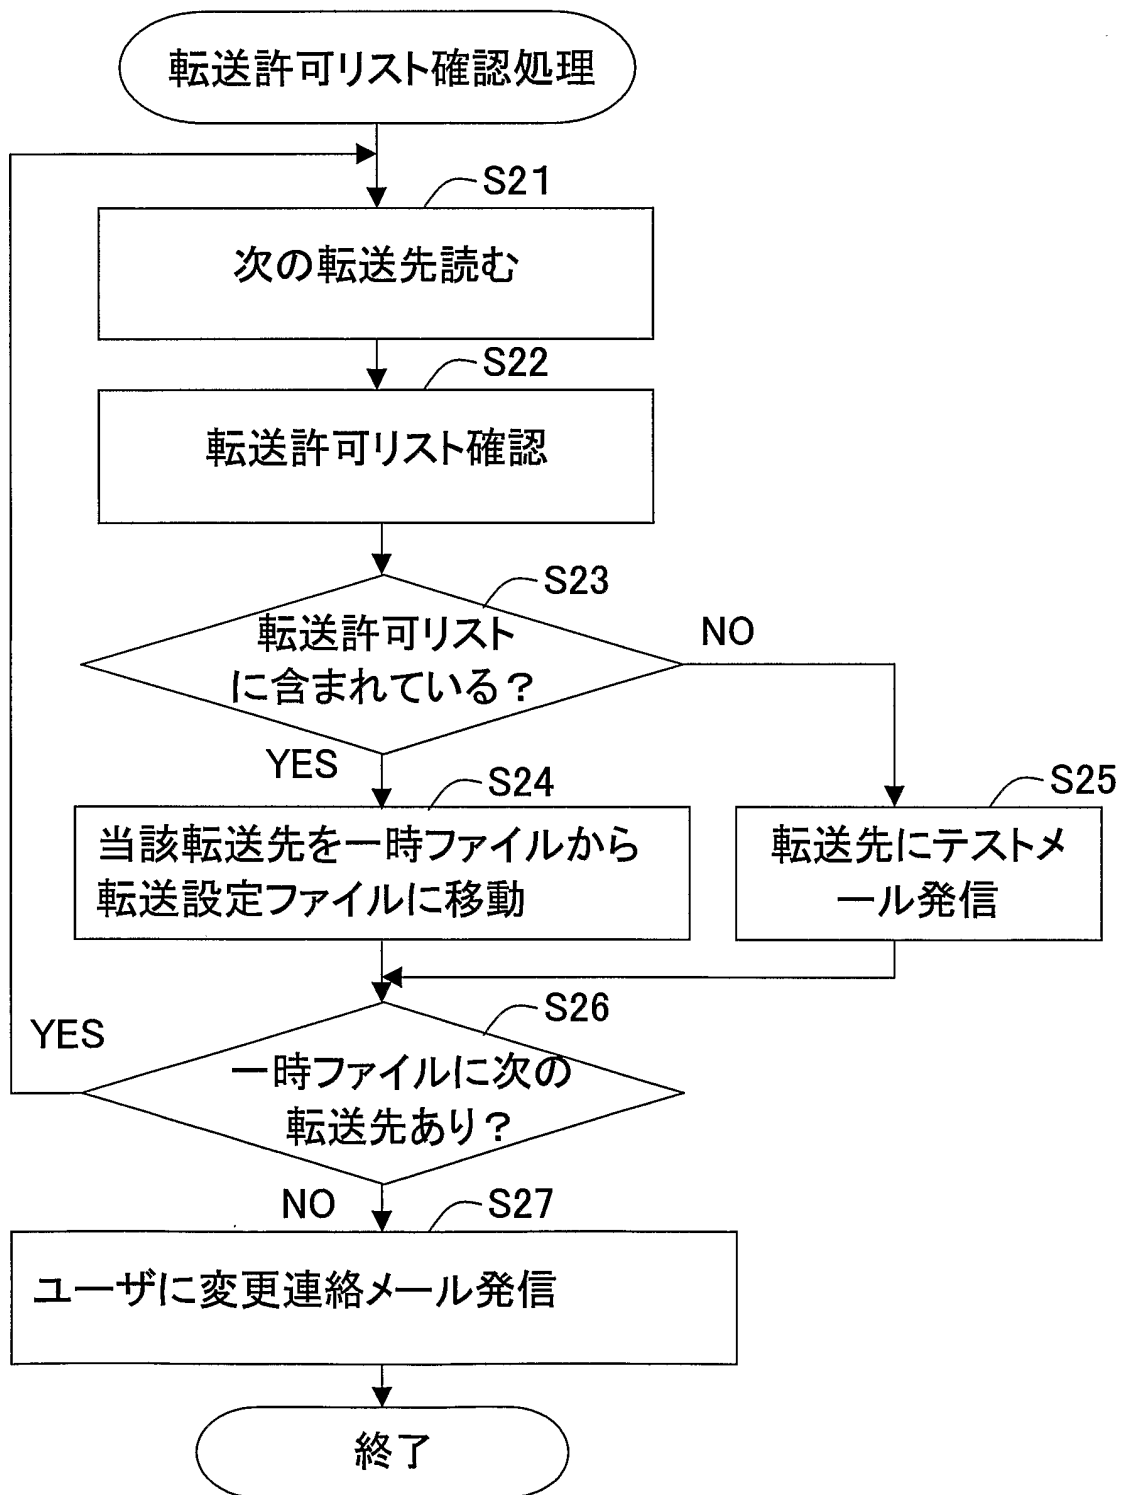 転送許可リスト確認処理
S21
次の転送先読む
S22
転送許可リスト確認
S23
転送許可リスト
に含まれている？
NO
YES
S24
当該転送先を一時ファイルから
転送設定ファイルに移動
S25
転送先にテストメ
ール発信
S26
YES
一時ファイルに次の
転送先あり？
NO
S27
ユーザに変更連絡メール発信
終了